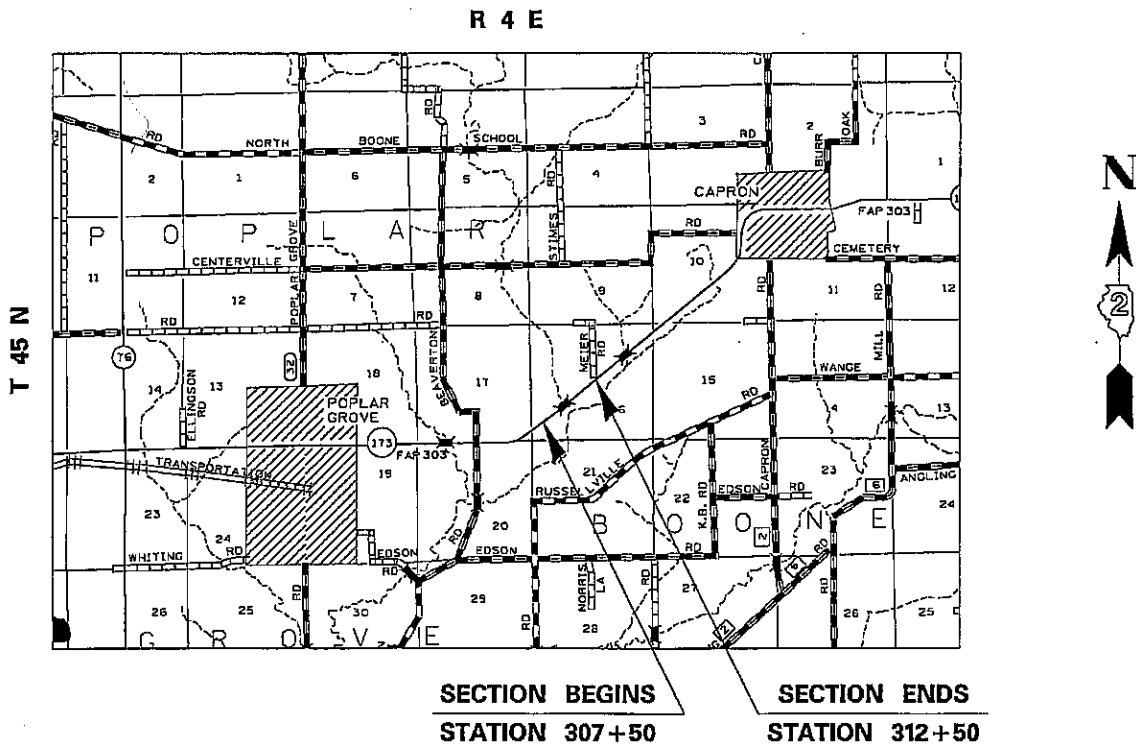 R 4 E
T 45 N
N
2
3
2
1
BURR
OAK
RD
NORTH BOONE SCHOOL RD
2
1
6
5
4
RD
STIMES
CAPRON
FAP 303
RD
CEMETERY
P O P L A R
11
CENTERVILLE
POPLAR GROVE
12
7
8
9
10
RD
11
RD
12
MILL
RD
RD
RD
76
32
MEIER
RD
WANGE
14
13
ELLINGSON
RD
18
BEAVERTON
17
15
RD
4
13
POPLAR
GROVE
173
FAP 303
19
TRANSPORTATION
21
RUSSELLVILLE
22
CAPRON
23
ANGLING
6
24
K.B. RD
EDSON RD
23
24
20
B O O N E
2
WHITING RD
EDSON
RD
RD
EDSON
RD
6
RD
26
25
RD
30
29
RD
NORRIS
LA
28
RD
27
2
RD
26
25
G R O V E
SECTION BEGINS
STATION 307+50
SECTION ENDS
STATION 312+50